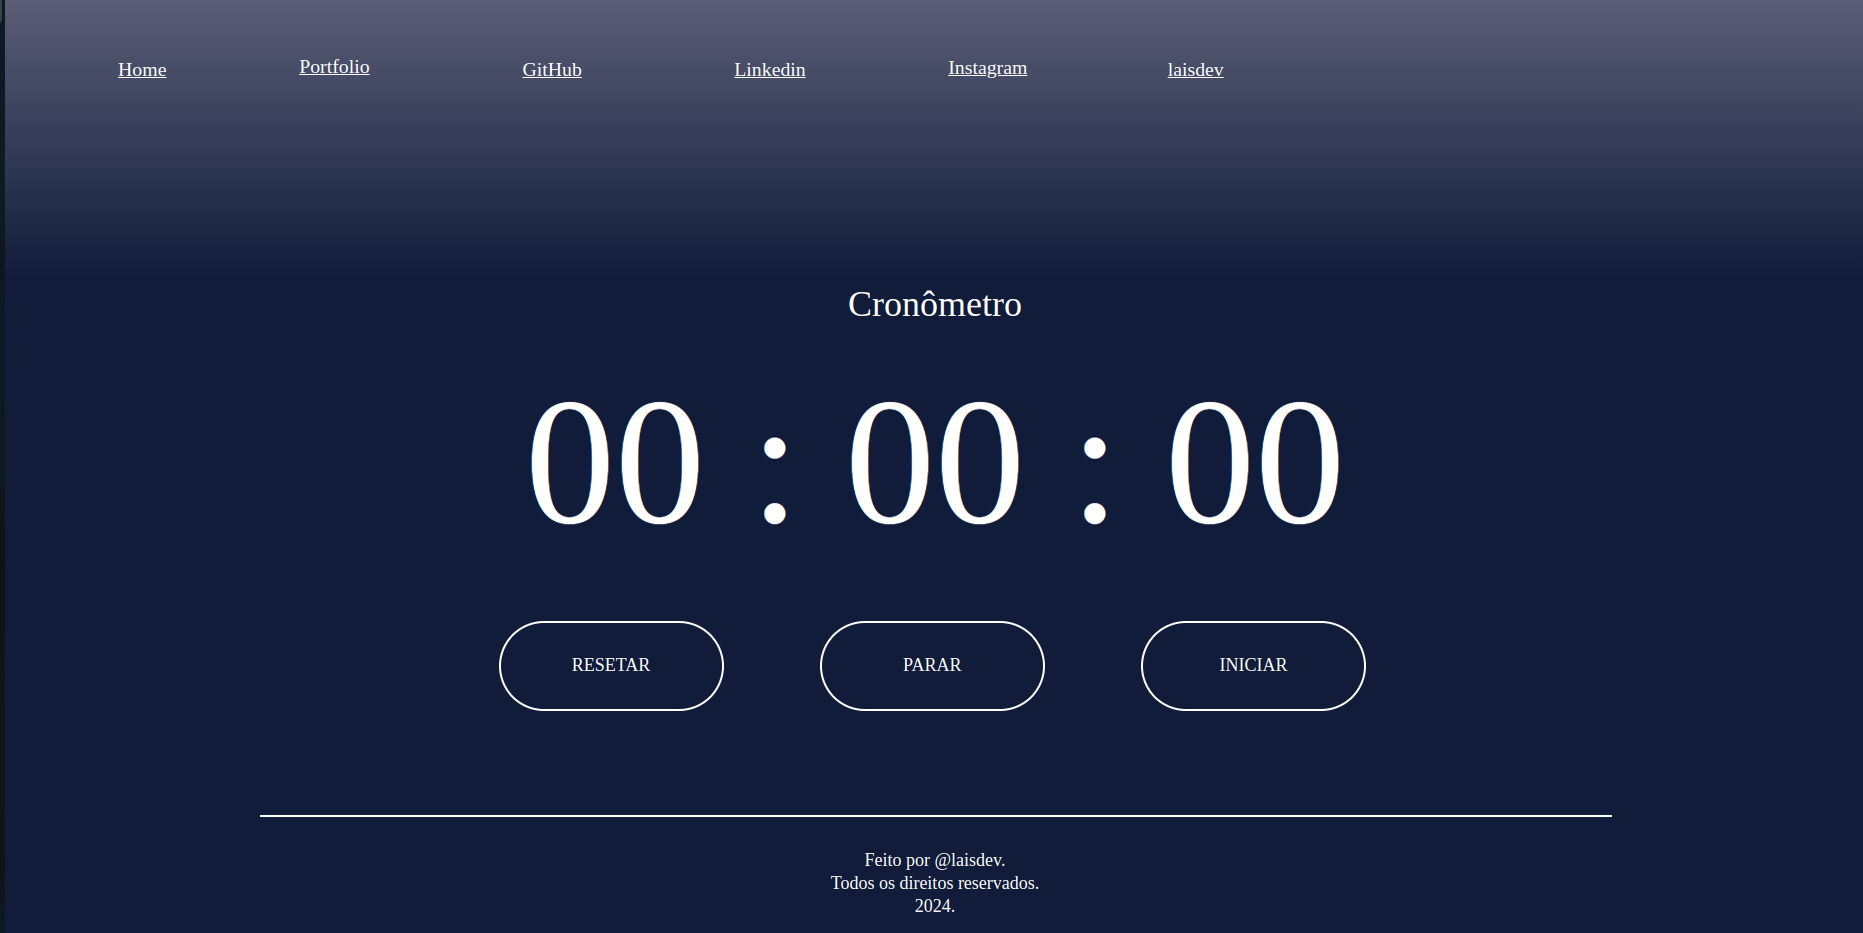 Home Portfolio GitHub Linkedin Instagram laisdev
Cronômetro
00 : 00 : 00
RESETAR PARAR INICIAR
Feito por @laisdev.
Todos os direitos reservados.
2024.